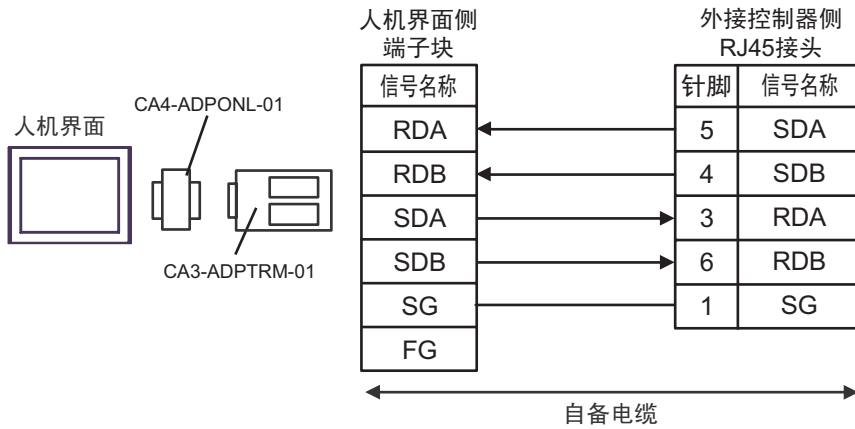 人机界面
CA4-ADPONL-01
CA3-ADPTRM-01
人机界面侧
端子块
信号名称
RDA
RDB
SDA
SDB
SG
FG
外接控制器侧
RJ45接头
针脚 信号名称
5 SDA
4 SDB
3 RDA
6 RDB
1 SG
自备电缆